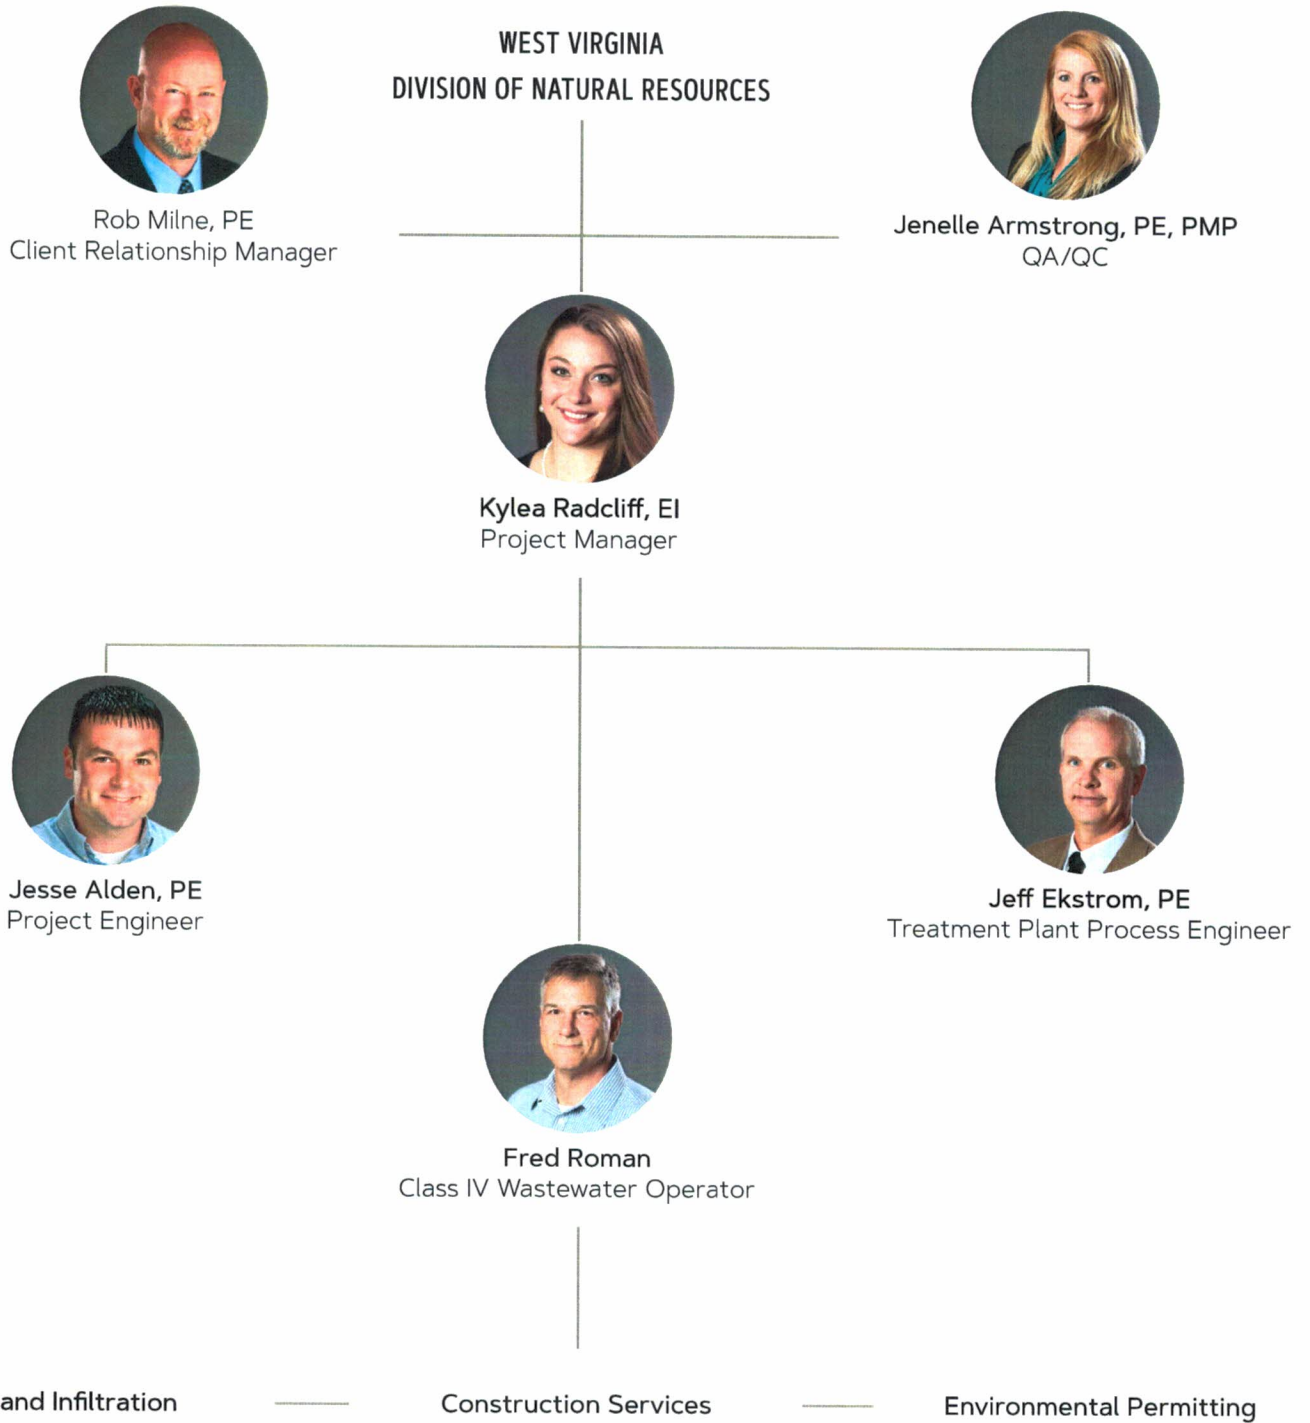 WEST VIRGINIA
DIVISION OF NATURAL RESOURCES
Rob Milne, PE
Client Relationship Manager
Jenelle Armstrong, PE, PMP
QA/QC
Kylea Radcliff, EI
Project Manager
Jesse Alden, PE
Project Engineer
Jeff Ekstrom, PE
Treatment Plant Process Engineer
Fred Roman
Class IV Wastewater Operator
and Infiltration
Construction Services
Environmental Permitting